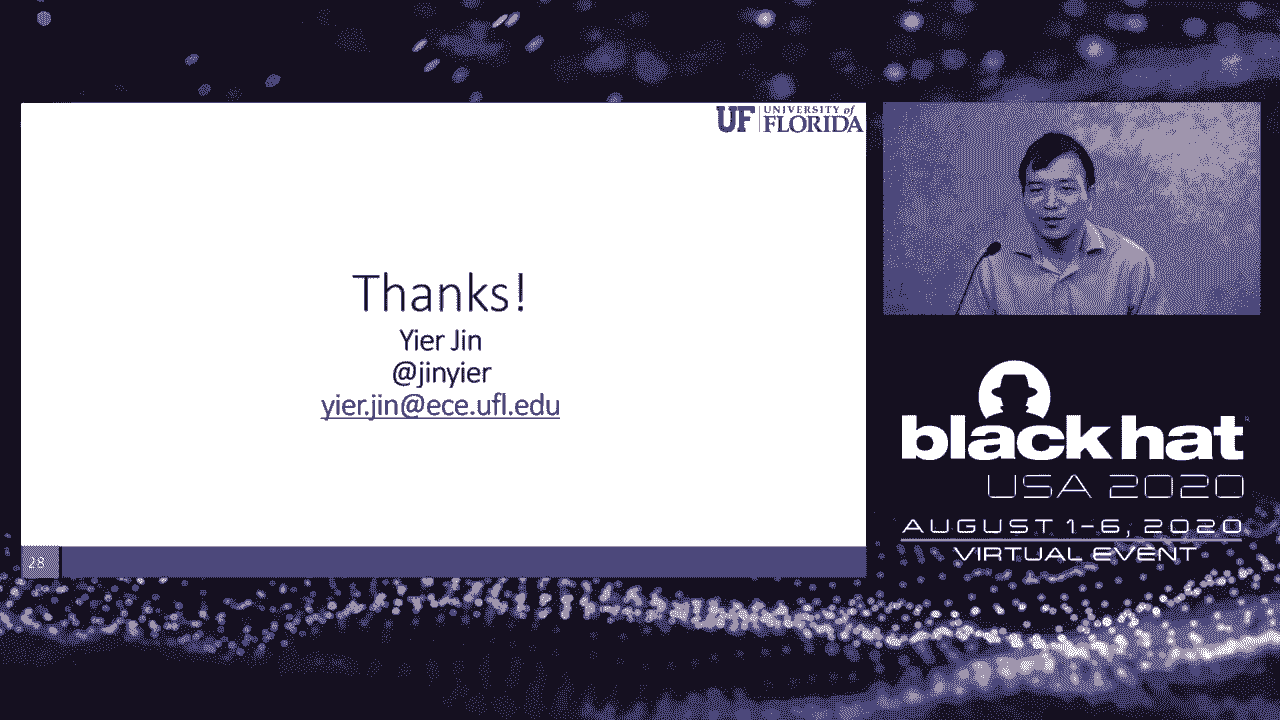 UF UNIVERSITY of
FLORIDA
Thanks!
Yier Jin
@jinyier
yier.jin@ece.ufl.edu
28
black hat
USA 2020
AUGUST 1-6, 2020
VIRTUAL EVENT